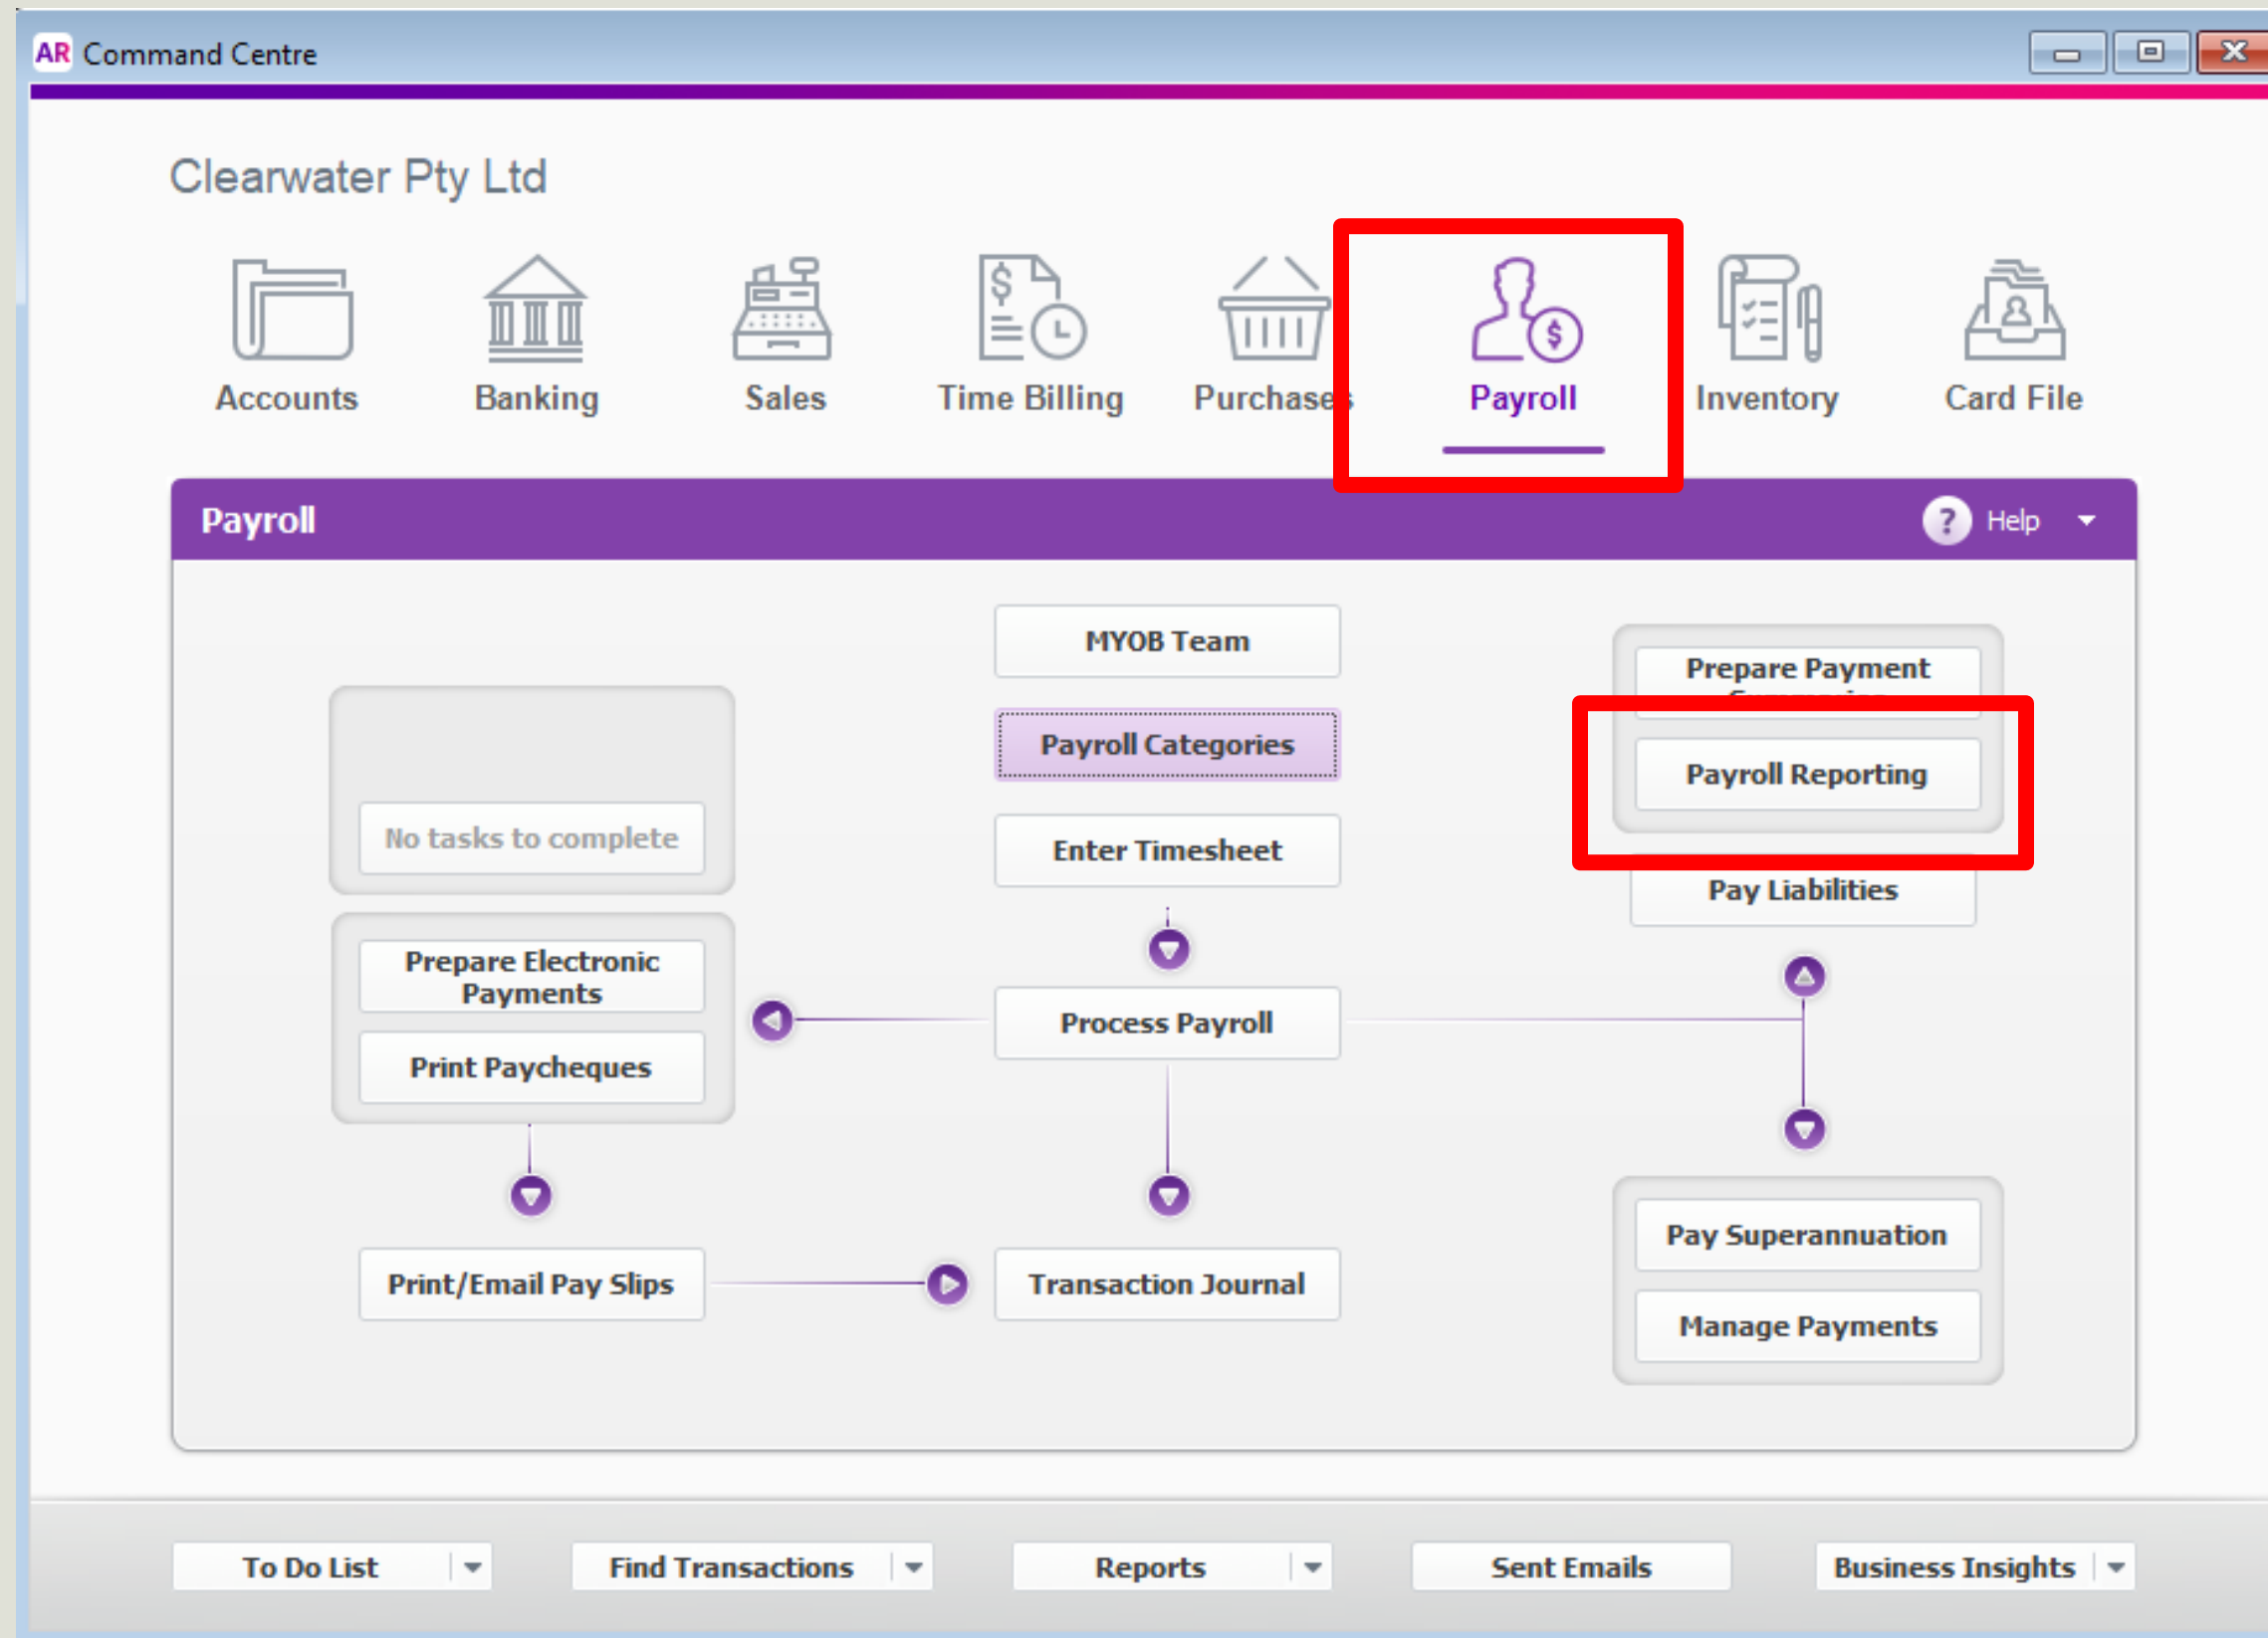 AR Command Centre
Clearwater Pty Ltd
Accounts
Banking
Sales
Time Billing
Purchases
Payroll
Inventory
Card File
Payroll
? Help
MYOB Team
Prepare Payment
Payroll Categories
Payroll Reporting
No tasks to complete
Enter Timesheet
Pay Liabilities
Prepare Electronic
Payments
Process Payroll
Print Paycheques
Pay Superannuation
Print/Email Pay Slips
Transaction Journal
Manage Payments
To Do List
Find Transactions
Reports
Sent Emails
Business Insights